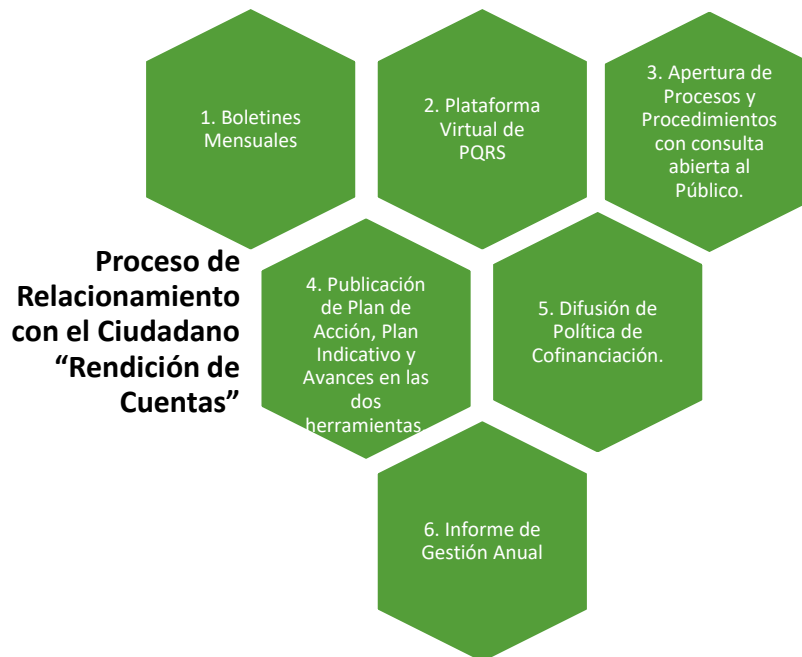 1. Boletines
Mensuales
2. Plataforma
Virtual de
PQRS
3. Apertura de
Procesos y
Procedimientos
con consulta
abierta al
Público.
Proceso de
Relacionamiento
con el Ciudadano
“Rendición de
Cuentas”
4. Publicación
de Plan de
Acción, Plan
Indicativo y
Avances en las
dos
herramientas.
5. Difusión de
Política de
Cofinanciación.
6. Informe de
Gestión Anual